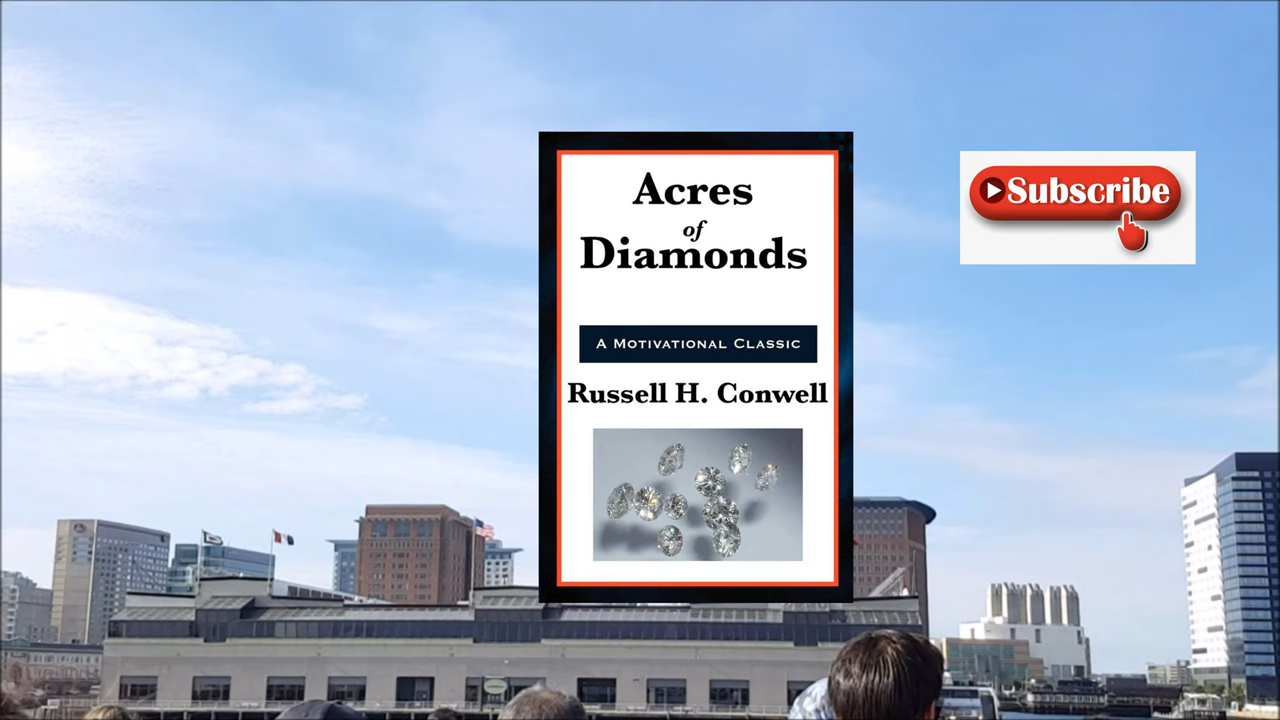 Acres
of
Diamonds
A Motivational Classic
Russell H. Conwell
Subscribe